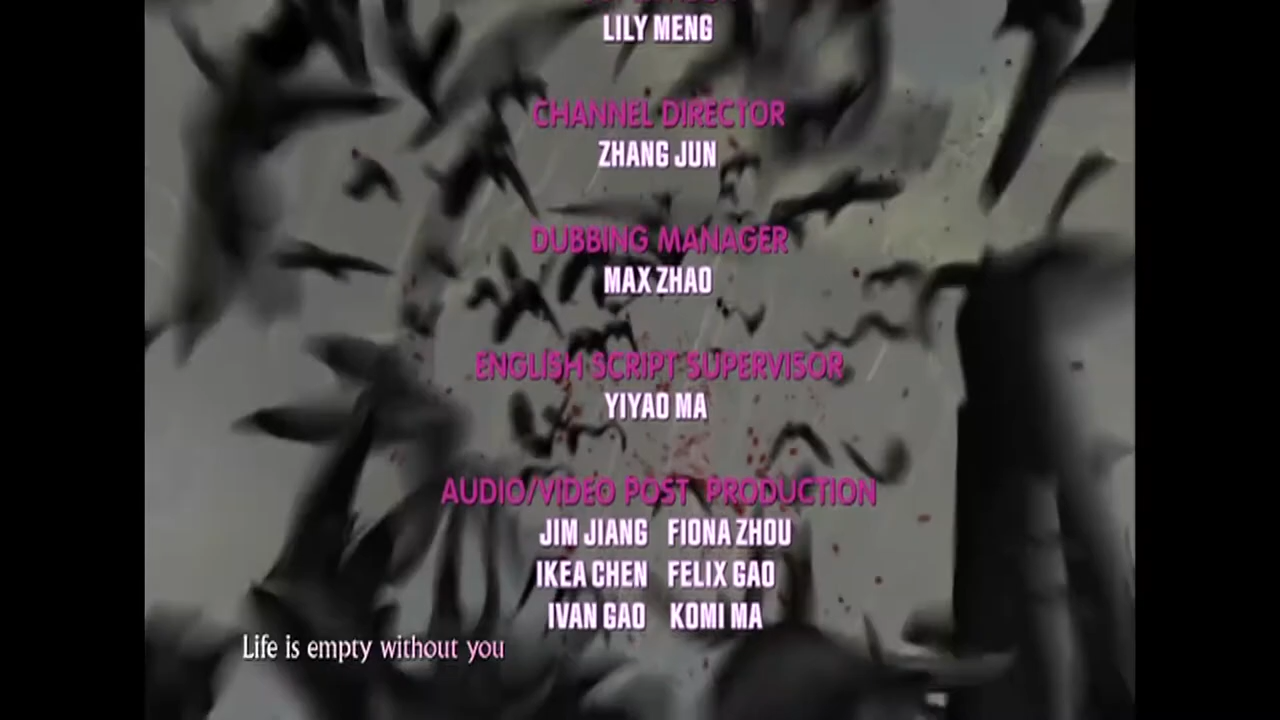 LILY MENG
CHANNEL DIRECTOR
ZHANG JUN
DUBBING MANAGER
MAX ZHAO
ENGLISH SCRIPT SUPERVISOR
YIYAO MA
AUDIO/VIDEO POST PRODUCTION
JIM JIANG FIONA ZHOU
IKEA CHEN FELIX GAO
IVAN GAO KOMI MA
Life is empty without you